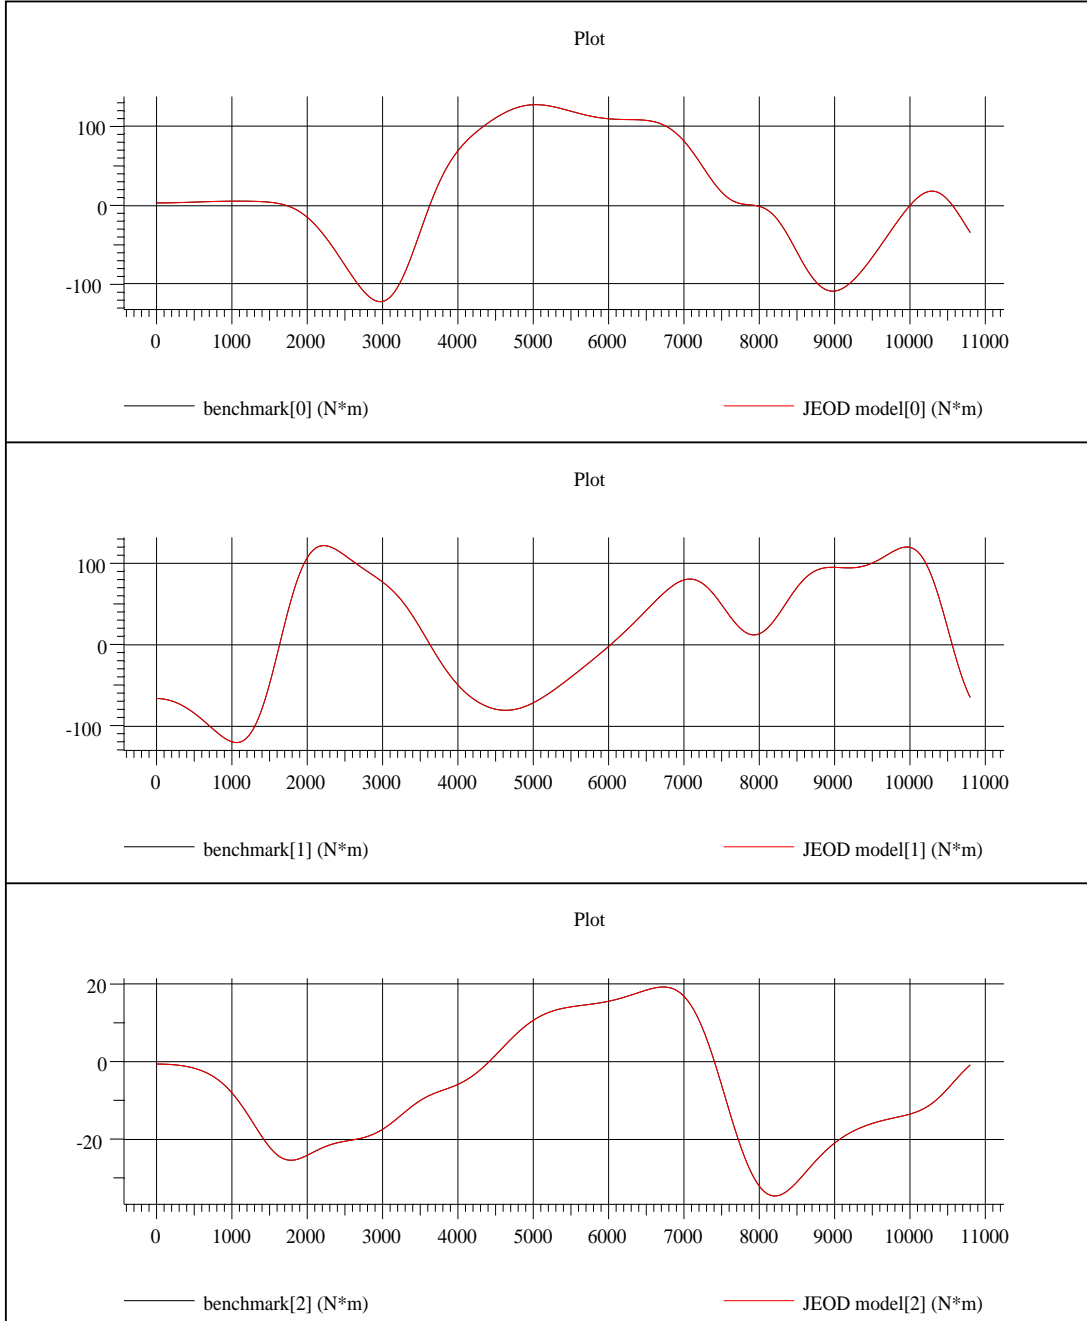 Plot
100
0
-100
0 1000 2000 3000 4000 5000 6000 7000 8000 9000 10000 11000
benchmark[0] (N*m) JEOD model[0] (N*m)
Plot
100
0
-100
0 1000 2000 3000 4000 5000 6000 7000 8000 9000 10000 11000
benchmark[1] (N*m) JEOD model[1] (N*m)
Plot
20
0
-20
0 1000 2000 3000 4000 5000 6000 7000 8000 9000 10000 11000
benchmark[2] (N*m) JEOD model[2] (N*m)